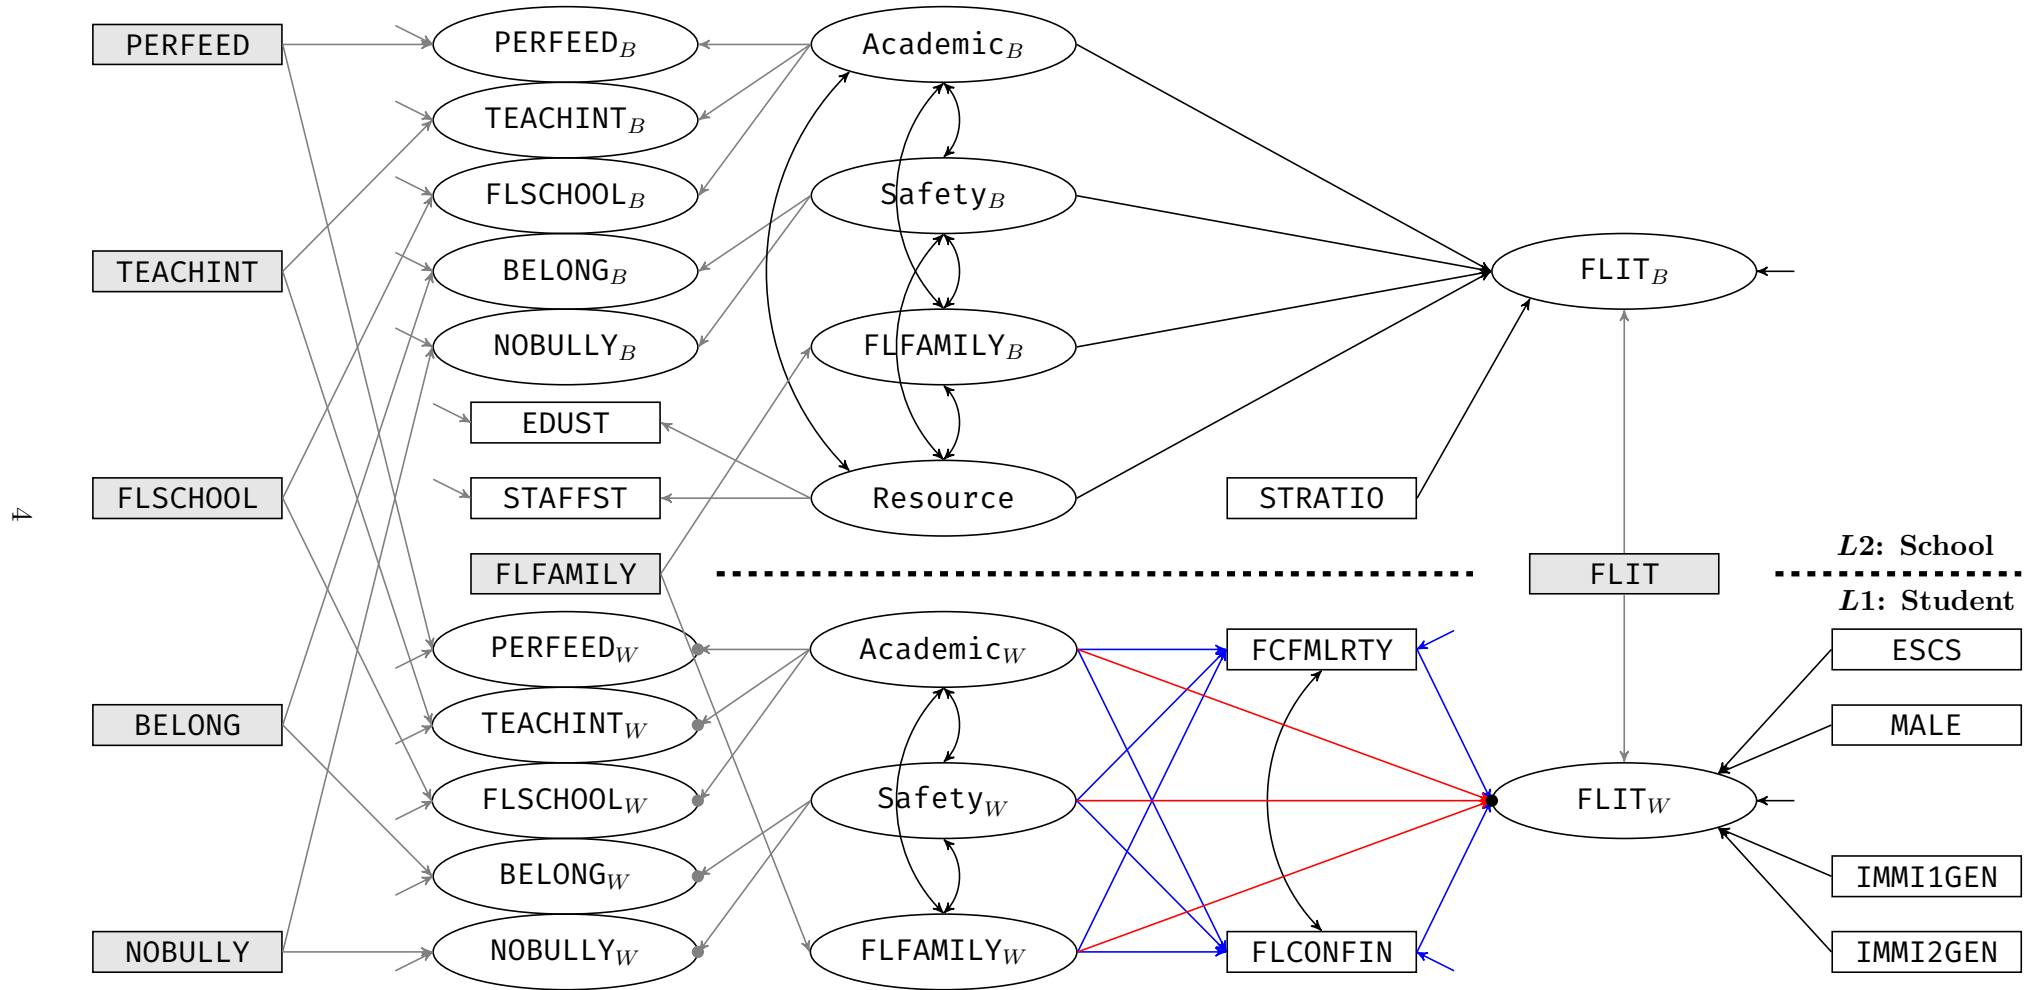 PERFEED
PERFEED_B
Academic_B
TEACHINT_B
FLSCHOOL_B
Safety_B
TEACHINT
BELONG_B
FLIT_B
NOBULLY_B
FLFAMILY_B
EDUST
FLSCHOOL
STAFFST
Resource
STRATIO
4
L2: School
FLFAMILY
FLIT
L1: Student
PERFEED_W
Academic_W
FCFMLRTY
ESCS
BELONG
TEACHINT_W
MALE
FLSCHOOL_W
Safety_W
FLIT_W
BELONG_W
IMMI1GEN
NOBULLY
NOBULLY_W
FLFAMILY_W
FLCONFIN
IMMI2GEN